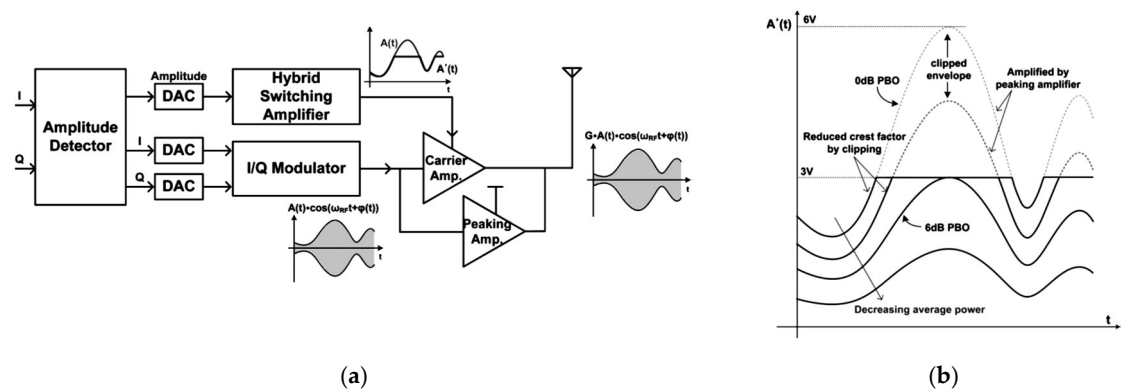 I
Q
Amplitude
Detector
Amplitude
DAC
I
DAC
Q
DAC
Hybrid
Switching
Amplifier
I/Q Modulator
A(t)
A'(t)
t
Carrier
Amp.
Peaking
Amp.
A(t)•cos(ωRFt+φ(t))
t
G•A(t)•cos(ωRFt+φ(t))
t
(a)
A'(t)
6V
0dB PBO
clipped
envelope
Amplified by
peaking amplifier
Reduced crest factor
by clipping
3V
6dB PBO
Decreasing average power
t
(b)